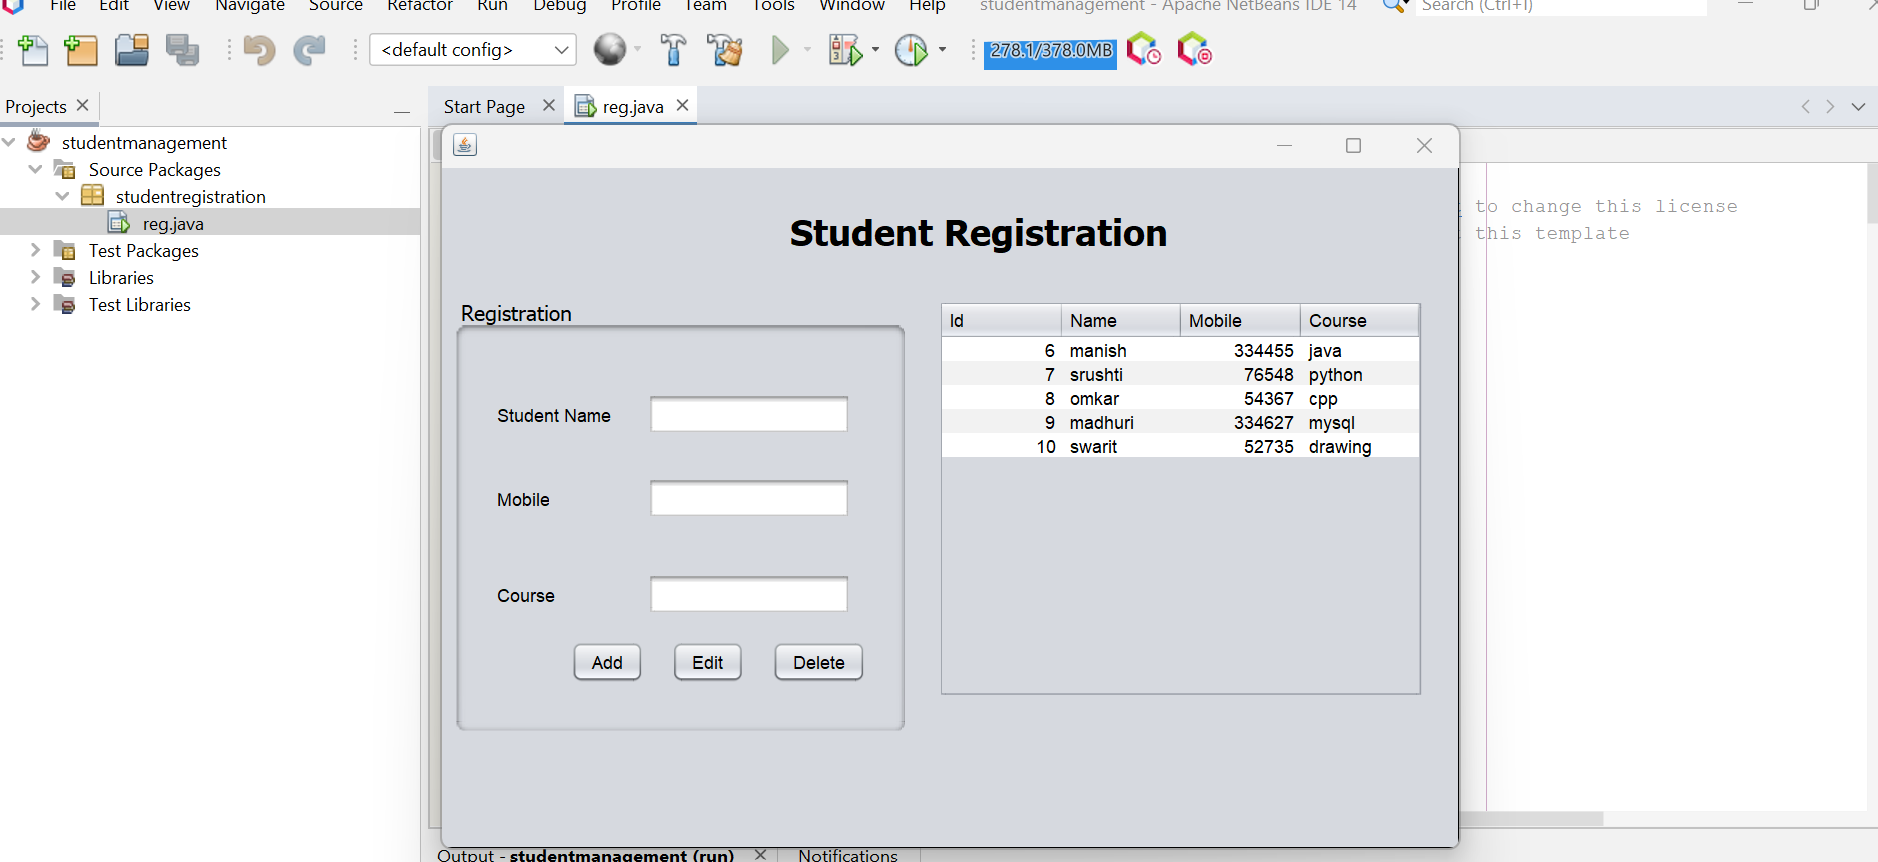 File Edit View Navigate Source Refactor Run Debug Profile Team Tools Window Help studentmanagement - Apache NetBeans IDE 14 Search (Ctrl+I)
<default config> 278.1/378.0MB
Projects Start Page reg.java
studentmanagement
Source Packages
studentregistration
reg.java
Test Packages
Libraries
Test Libraries
to change this license
this template
Student Registration
Registration
Student Name
Mobile
Course
Add Edit Delete
Id Name Mobile Course
6 manish 334455 java
7 srushti 76548 python
8 omkar 54367 cpp
9 madhuri 334627 mysql
10 swarit 52735 drawing
Output - studentmanagement (run) Notifications